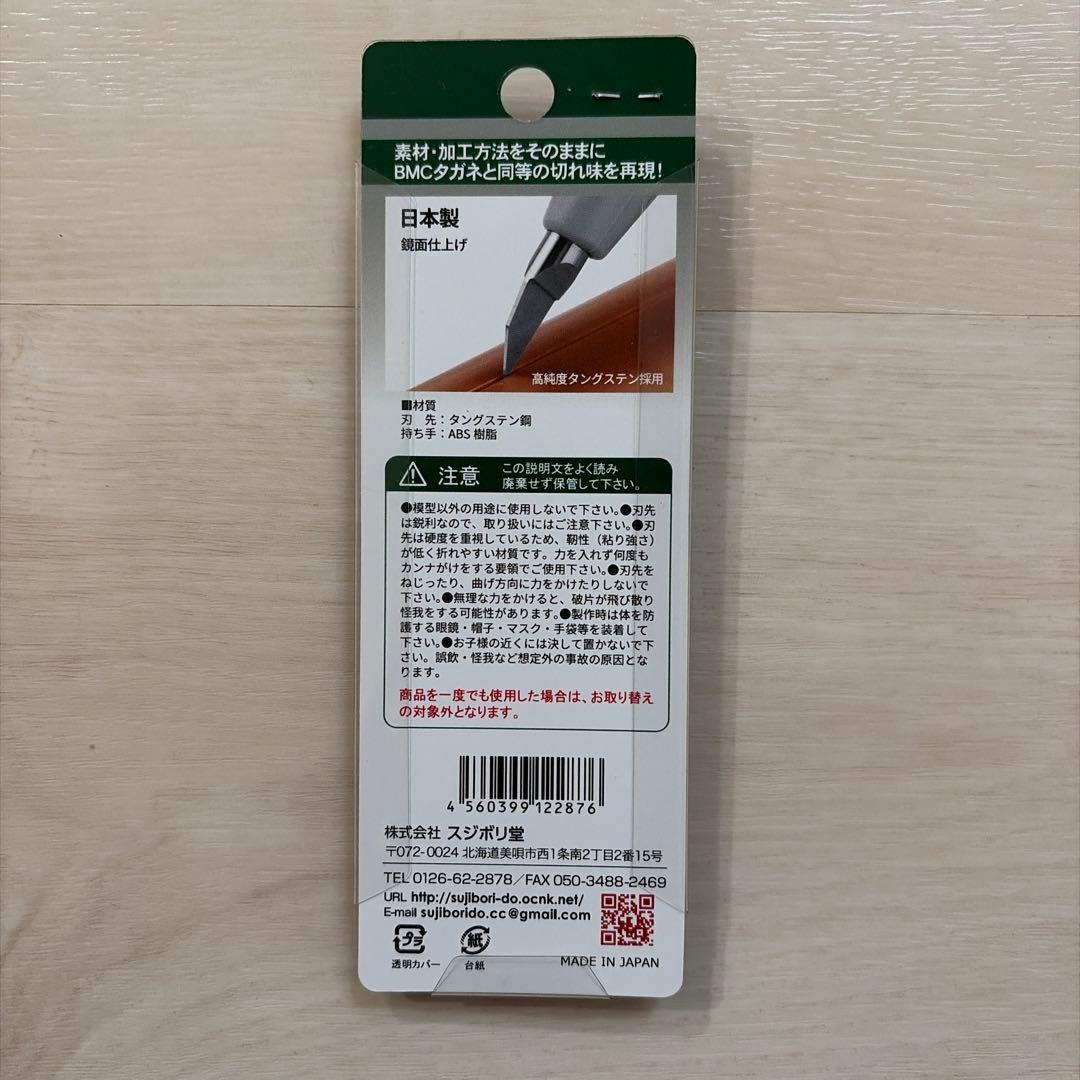 素材・加工方法をそのままに
BMCタガネと同等の切れ味を再現!
日本製
鏡面仕上げ
高純度タングステン採用
■材質
刃　先：タングステン鋼
持ち手：ABS 樹脂
注意
この説明文をよく読み
廃棄せず保管して下さい。
●模型以外の用途に使用しないで下さい。●刃先
は鋭利なので、取り扱いにはご注意下さい。●刃
先は硬度を重視しているため、靭性（粘り強さ）
が低く折れやすい材質です。力を入れず何度も
カンナがけをする要領でご使用下さい。●刃先を
ねじったり、曲げ方向に力をかけたりしないで
下さい。●無理な力をかけると、破片が飛び散り
怪我をする可能性があります。●製作時は体を防
護する眼鏡・帽子・マスク・手袋等を装着して
下さい。●お子様の近くには決して置かないで下
さい。誤飲・怪我など想定外の事故の原因とな
ります。
商品を一度でも使用した場合は、お取り替え
の対象外となります。
4 560399 122876
株式会社 スジボリ堂
〒072-0024 北海道美唄市西1条南2丁目2番15号
TEL 0126-62-2878／FAX 050-3488-2469
URL http://sujibori-do.ocnk.net/
E-mail sujiborido.cc@gmail.com
プラ
紙
透明カバー
台紙
MADE IN JAPAN